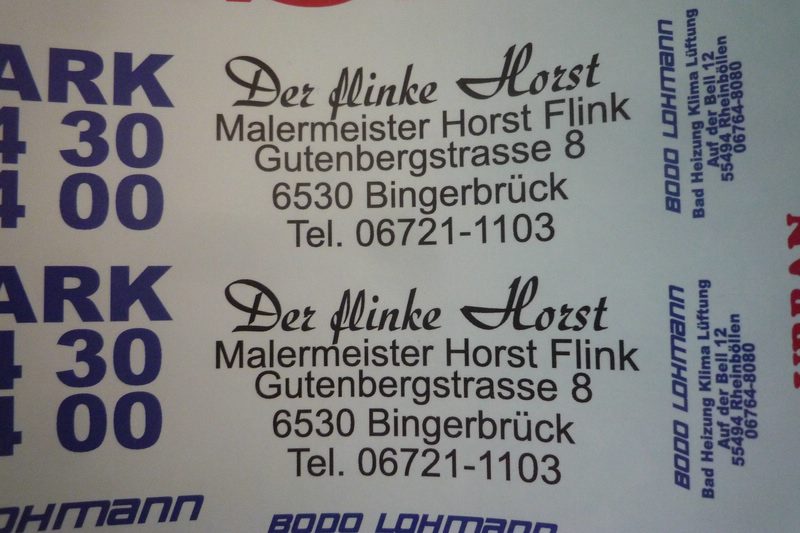 ARK
4 30
4 00
Der flinke Horst
Malermeister Horst Flink
Gutenbergstrasse 8
6530 Bingerbrück
Tel. 06721-1103
BODO LOHMANN
Bad Heizung Klima Lüftung
Auf der Bell 12
55494 Rheinböllen
06764-8080
ARK
4 30
4 00
Der flinke Horst
Malermeister Horst Flink
Gutenbergstrasse 8
6530 Bingerbrück
Tel. 06721-1103
BODO LOHMANN
Bad Heizung Klima Lüftung
Auf der Bell 12
55494 Rheinböllen
06764-8080
OHMANN
BODO LOHMANN